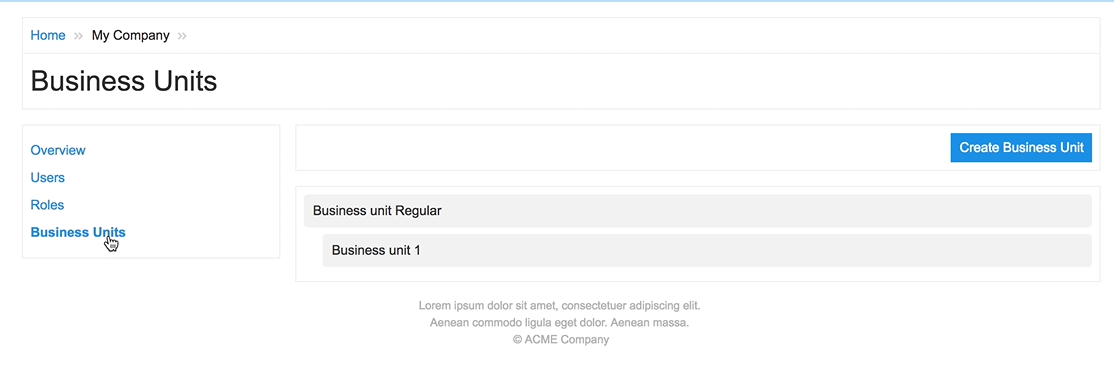 Home » My Company »
Business Units
Overview
Users
Roles
Business Units
Create Business Unit
Business unit Regular
Business unit 1
Lorem ipsum dolor sit amet, consectetuer adipiscing elit.
Aenean commodo ligula eget dolor. Aenean massa.
© ACME Company